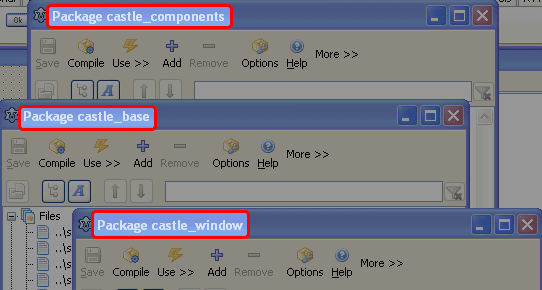 Ok
Package castle_components
Save Compile Use >> Add Remove Options Help More >>
Package castle_base
Save Compile Use >> Add Remove Options Help More >>
Files
..\s
..\s
..\s
..\s
Package castle_window
Save Compile Use >> Add Remove Options Help More >>